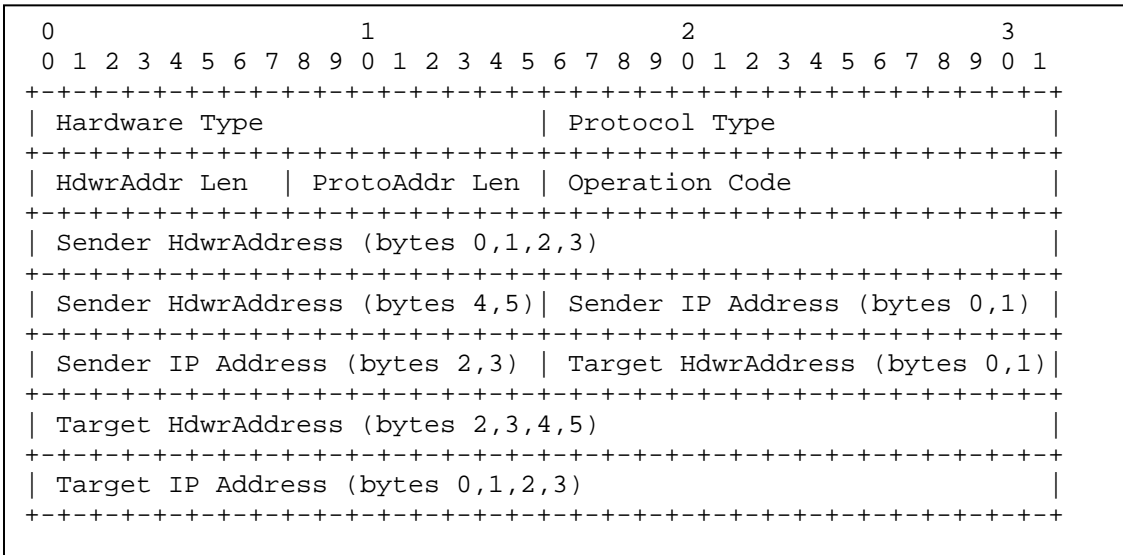 0                   1                   2                   3
 0 1 2 3 4 5 6 7 8 9 0 1 2 3 4 5 6 7 8 9 0 1 2 3 4 5 6 7 8 9 0 1
+-+-+-+-+-+-+-+-+-+-+-+-+-+-+-+-+-+-+-+-+-+-+-+-+-+-+-+-+-+-+-+-+
| Hardware Type                 | Protocol Type                 |
+-+-+-+-+-+-+-+-+-+-+-+-+-+-+-+-+-+-+-+-+-+-+-+-+-+-+-+-+-+-+-+-+
| HdwrAddr Len  | ProtoAddr Len | Operation Code                |
+-+-+-+-+-+-+-+-+-+-+-+-+-+-+-+-+-+-+-+-+-+-+-+-+-+-+-+-+-+-+-+-+
| Sender HdwrAddress (bytes 0,1,2,3)                            |
+-+-+-+-+-+-+-+-+-+-+-+-+-+-+-+-+-+-+-+-+-+-+-+-+-+-+-+-+-+-+-+-+
| Sender HdwrAddress (bytes 4,5)| Sender IP Address (bytes 0,1) |
+-+-+-+-+-+-+-+-+-+-+-+-+-+-+-+-+-+-+-+-+-+-+-+-+-+-+-+-+-+-+-+-+
| Sender IP Address (bytes 2,3) | Target HdwrAddress (bytes 0,1)|
+-+-+-+-+-+-+-+-+-+-+-+-+-+-+-+-+-+-+-+-+-+-+-+-+-+-+-+-+-+-+-+-+
| Target HdwrAddress (bytes 2,3,4,5)                            |
+-+-+-+-+-+-+-+-+-+-+-+-+-+-+-+-+-+-+-+-+-+-+-+-+-+-+-+-+-+-+-+-+
| Target IP Address (bytes 0,1,2,3)                             |
+-+-+-+-+-+-+-+-+-+-+-+-+-+-+-+-+-+-+-+-+-+-+-+-+-+-+-+-+-+-+-+-+